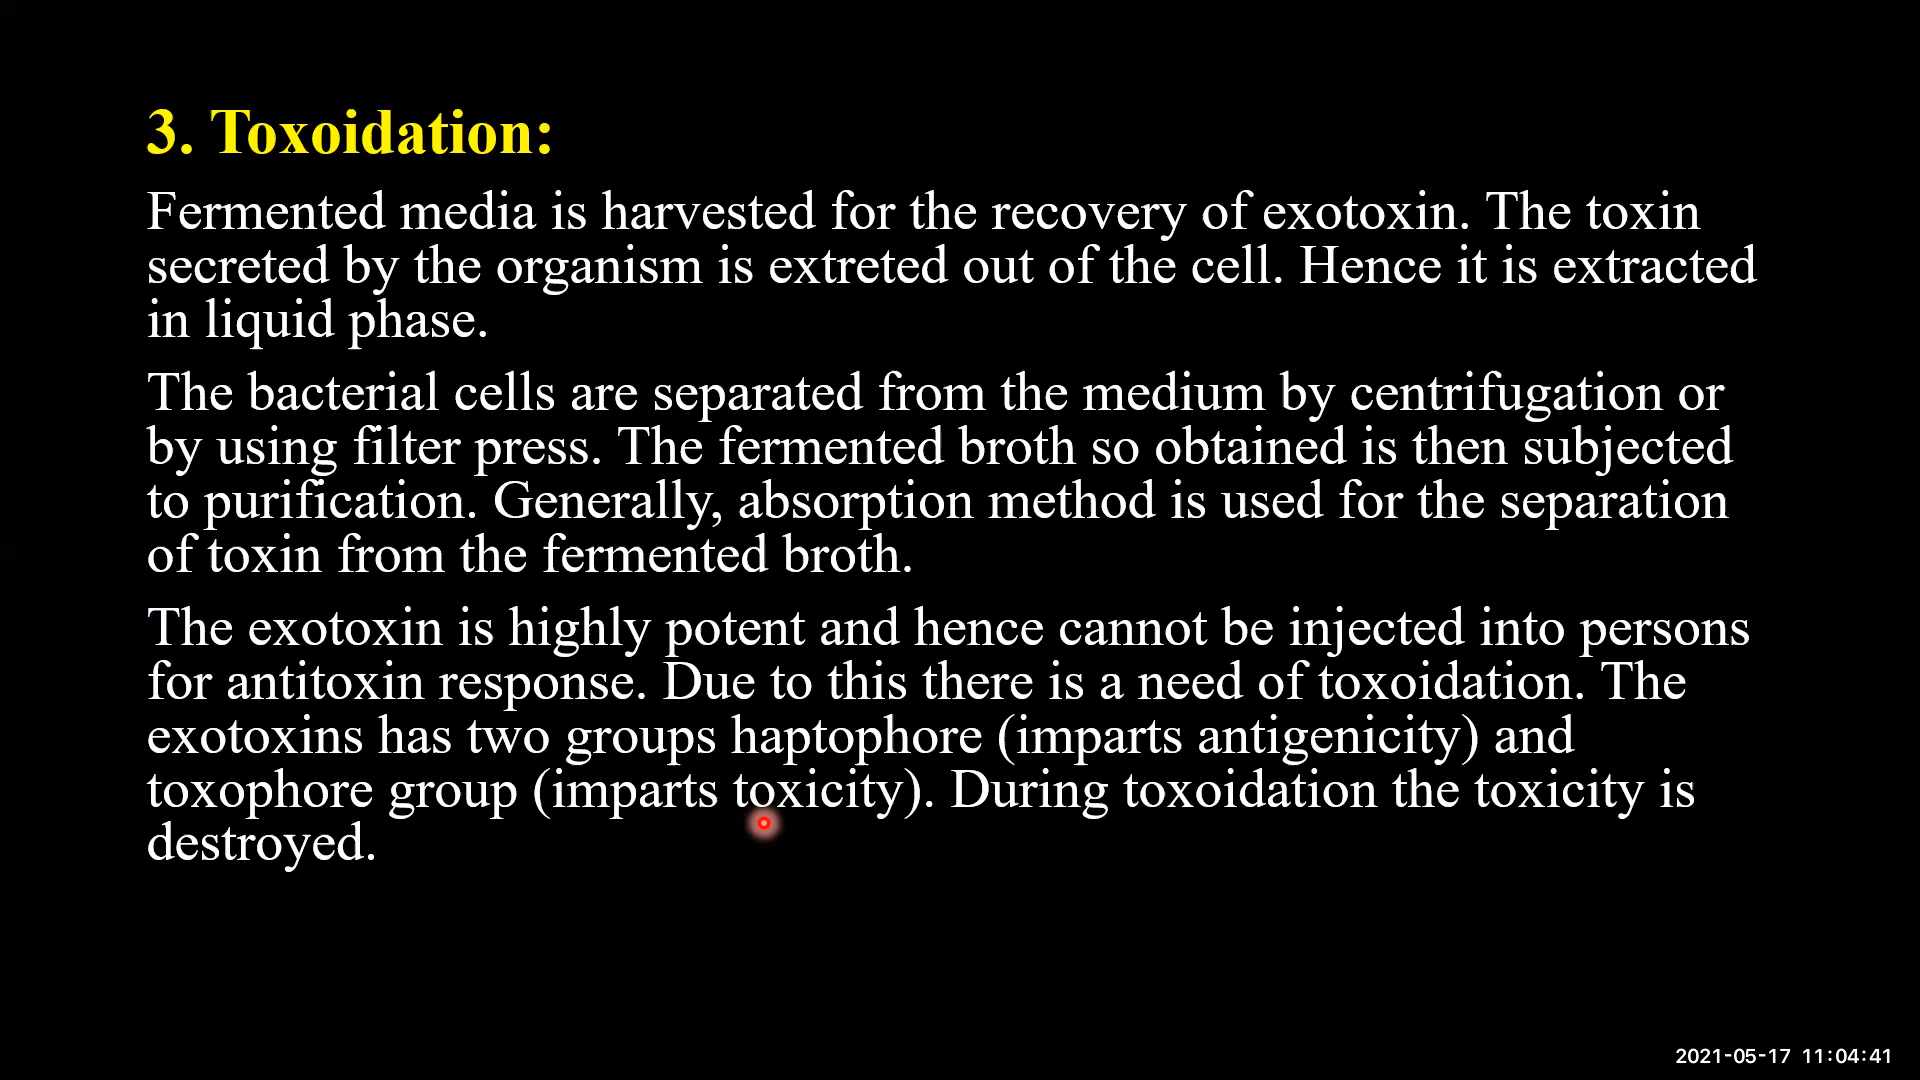 3. Toxoidation:
Fermented media is harvested for the recovery of exotoxin. The toxin
secreted by the organism is extreted out of the cell. Hence it is extracted
in liquid phase.
The bacterial cells are separated from the medium by centrifugation or
by using filter press. The fermented broth so obtained is then subjected
to purification. Generally, absorption method is used for the separation
of toxin from the fermented broth.
The exotoxin is highly potent and hence cannot be injected into persons
for antitoxin response. Due to this there is a need of toxoidation. The
exotoxins has two groups haptophore (imparts antigenicity) and
toxophore group (imparts toxicity). During toxoidation the toxicity is
destroyed.
2021-05-17 11:04:41